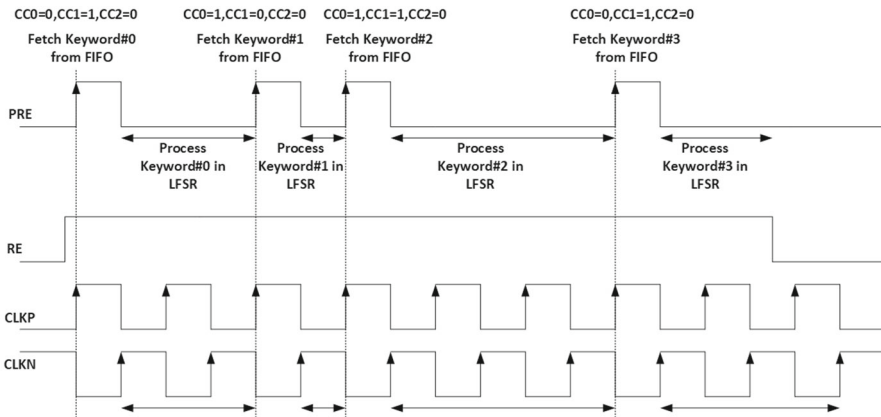 CC0=0,CC1=1,CC2=0
Fetch Keyword#0
from FIFO
CC0=1,CC1=0,CC2=0
Fetch Keyword#1
from FIFO
CC0=1,CC1=1,CC2=0
Fetch Keyword#2
from FIFO
CC0=0,CC1=1,CC2=0
Fetch Keyword#3
from FIFO
PRE
Process
Keyword#0 in
LFSR
Process
Keyword#1 in
LFSR
Process
Keyword#2 in
LFSR
Process
Keyword#3 in
LFSR
RE
CLKP
CLKN